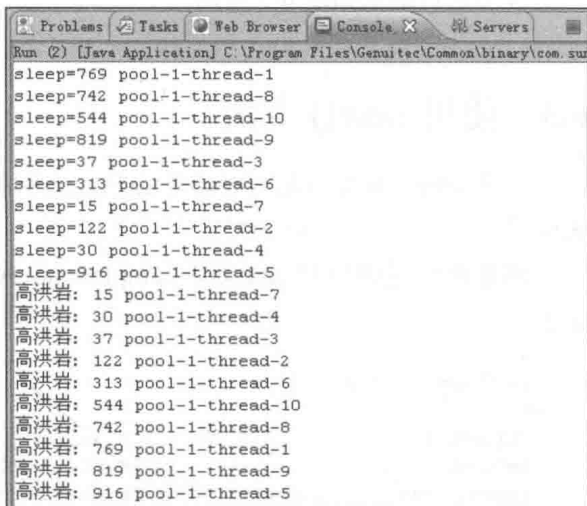 Problems Tasks Web Browser Console Servers
Run (2) [Java Application] C:\Program Files\Genuitec\Common\binary\com.sun
sleep=769 pool-1-thread-1
sleep=742 pool-1-thread-8
sleep=544 pool-1-thread-10
sleep=819 pool-1-thread-9
sleep=37 pool-1-thread-3
sleep=313 pool-1-thread-6
sleep=15 pool-1-thread-7
sleep=122 pool-1-thread-2
sleep=30 pool-1-thread-4
sleep=916 pool-1-thread-5
高洪岩: 15 pool-1-thread-7
高洪岩: 30 pool-1-thread-4
高洪岩: 37 pool-1-thread-3
高洪岩: 122 pool-1-thread-2
高洪岩: 313 pool-1-thread-6
高洪岩: 544 pool-1-thread-10
高洪岩: 742 pool-1-thread-8
高洪岩: 769 pool-1-thread-1
高洪岩: 819 pool-1-thread-9
高洪岩: 916 pool-1-thread-5